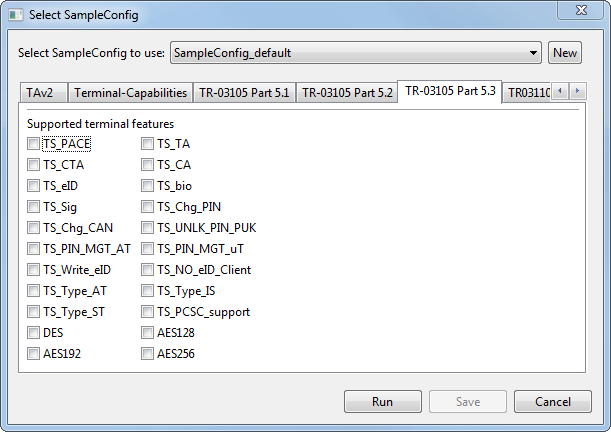 Select SampleConfig
Select SampleConfig to use: SampleConfig_default New
TAv2 Terminal-Capabilities TR-03105 Part 5.1 TR-03105 Part 5.2 TR-03105 Part 5.3 TR03110
Supported terminal features
TS_PACE TS_TA
TS_CTA TS_CA
TS_eID TS_bio
TS_Sig TS_Chg_PIN
TS_Chg_CAN TS_UNLK_PIN_PUK
TS_PIN_MGT_AT TS_PIN_MGT_uT
TS_Write_eID TS_NO_eID_Client
TS_Type_AT TS_Type_IS
TS_Type_ST TS_PCSC_support
DES AES128
AES192 AES256
Run Save Cancel